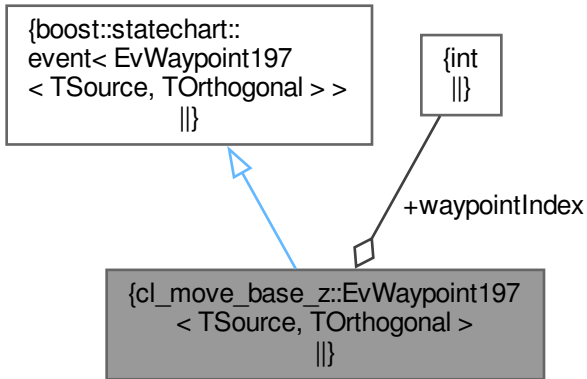 {boost::statechart::
event< EvWaypoint197
< TSource, TOrthogonal > >
||}
{int
||}
+waypointIndex
{cl_move_base_z::EvWaypoint197
< TSource, TOrthogonal >
||}